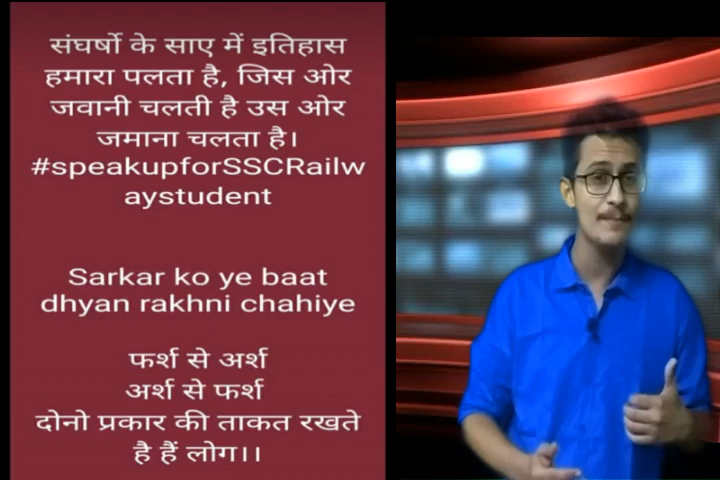 संघर्षो के साए में इतिहास
हमारा पलता है, जिस ओर
जवानी चलती है उस ओर
जमाना चलता है।
#speakupforSSCRailw
aystudent
Sarkar ko ye baat
dhyan rakhni chahiye
फर्श से अर्श
अर्श से फर्श
दोनो प्रकार की ताकत रखते
है हैं लोग।।